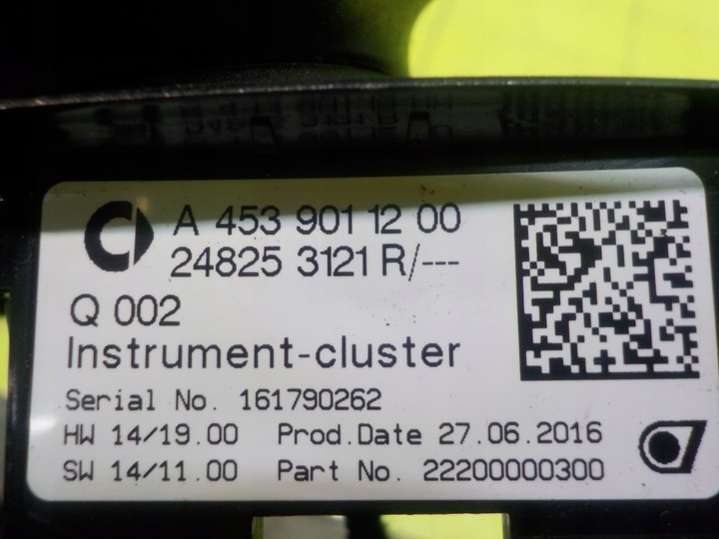 A 453 901 12 00
24825 3121 R/---
Q 002
Instrument-cluster
Serial No. 161790262
HW 14/19.00 Prod.Date 27.06.2016
SW 14/11.00 Part No. 22200000300